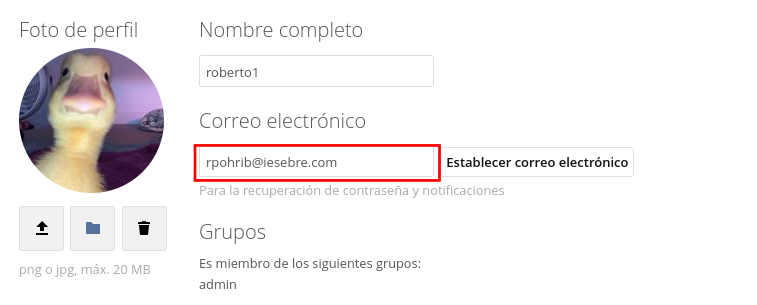 Foto de perfil
Nombre completo
roberto1
Correo electrónico
rpohrib@iesebre.com
Establecer correo electrónico
Para la recuperación de contraseña y notificaciones
png o jpg, máx. 20 MB
Grupos
Es miembro de los siguientes grupos:
admin